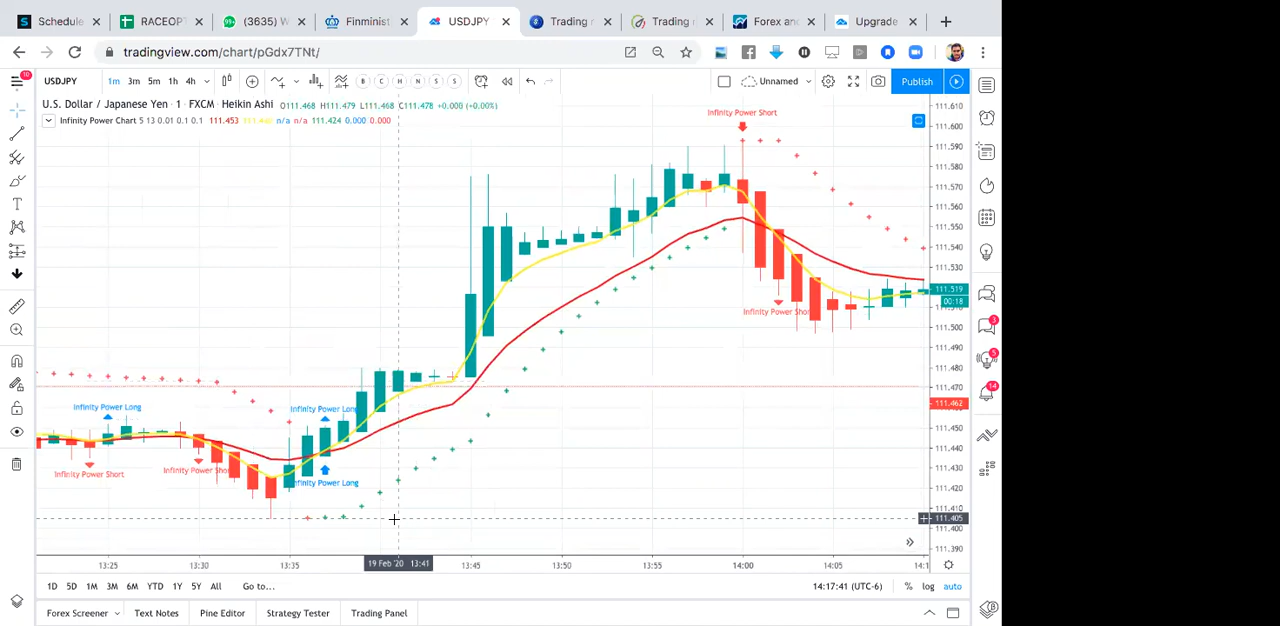 Schedule
RACEOPT
(3635) W
Finminist
USDJPY
Trading r
Trading r
Forex an
Upgrade
tradingview.com/chart/pGdx7TNt/
USDJPY 1m 3m 5m 1h 4h B C H N S S Unnamed Publish
U.S. Dollar / Japanese Yen · 1 · FXCM · Heikin Ashi O111.468 H111.479 L111.468 C111.478 +0.000 (+0.00%)
Infinity Power Chart 5 13 0.01 0.1 0.1 111.453 n/a n/a 111.424 0.000 0.000
Infinity Power Short
Infinity Power Short
Infinity Power Long
Infinity Power Long
Infinity Power Short
Infinity Power Short
Infinity Power Long
111.610
111.600
111.590
111.580
111.570
111.560
111.550
111.540
111.530
111.519
00:18
111.500
111.490
111.480
111.470
111.462
111.450
111.440
111.430
111.420
111.410
111.405
111.400
111.390
13:25 13:30 13:35 19 Feb '20 13:41 13:45 13:50 13:55 14:00 14:05 14:1
1D 5D 1M 3M 6M YTD 1Y 5Y All Go to... 14:17:41 (UTC-6) % log auto
Forex Screener Text Notes Pine Editor Strategy Tester Trading Panel